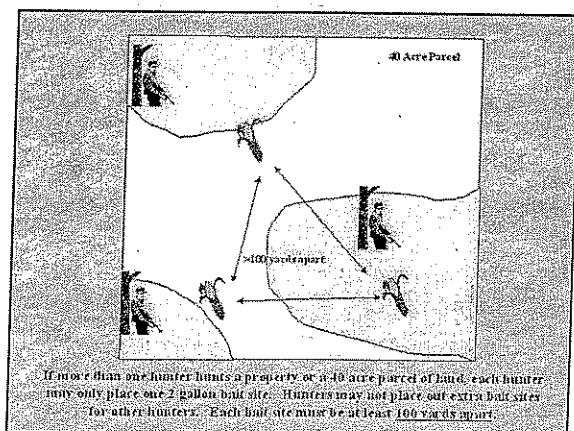 40 Acre Parcel
>100 yards apart
If more than one hunter hunts a property or a 40 acre parcel of land, each hunter
may only place one 2 gallon bait site. Hunters may not place out extra bait sites
for other hunters. Each bait site must be at least 100 yards apart.